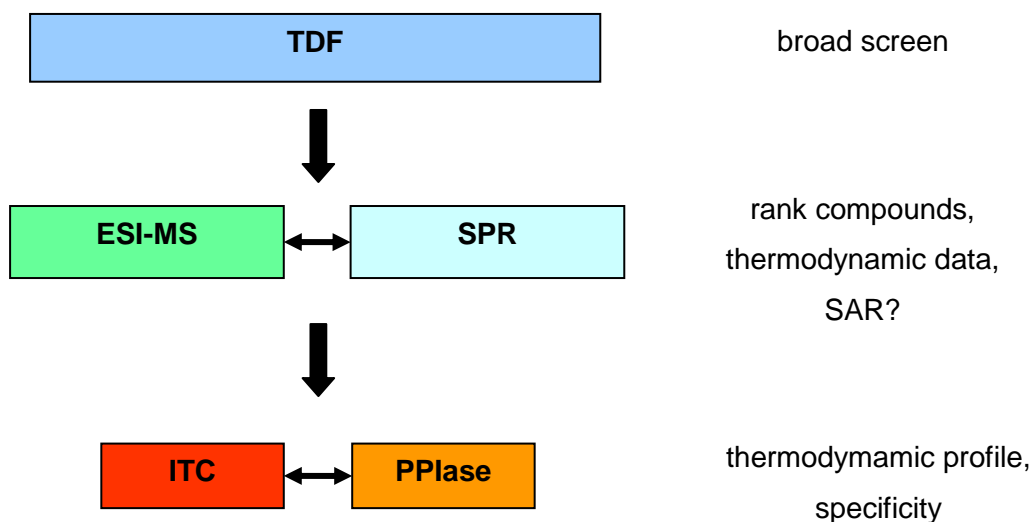 TDF
broad screen
ESI-MS
SPR
rank compounds,
thermodynamic data,
SAR?
ITC
PPIase
thermodymamic profile,
specificity